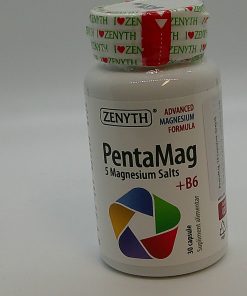 I ♥ ZENYTH
ZENYTH®
ADVANCED
MAGNESIUM
FORMULA
PentaMag
5 Magnesium Salts
+B6
30 capsule
Supliment alimentar